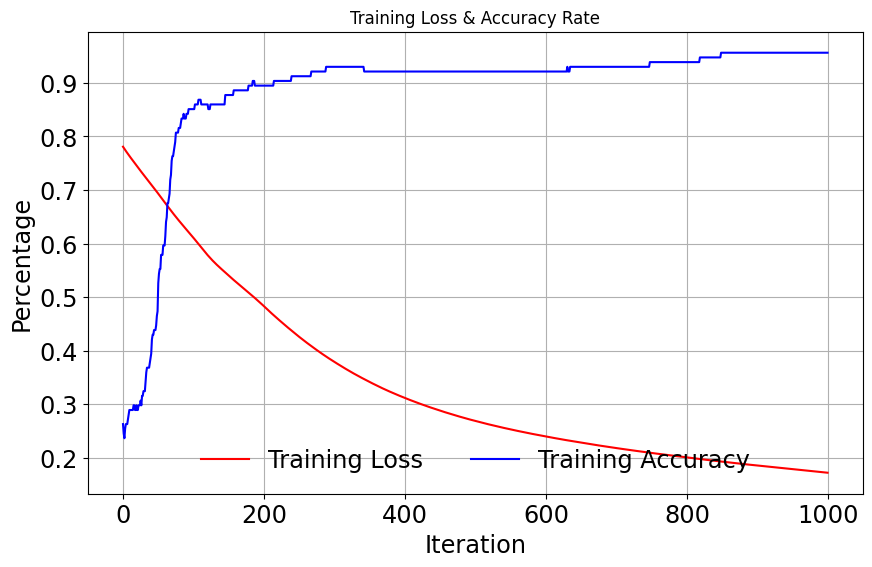 Training Loss & Accuracy Rate
0.9
0.8
0.7
0.6
0.5
0.4
0.3
0.2
Percentage
Training Loss
Training Accuracy
0 200 400 600 800 1000
Iteration